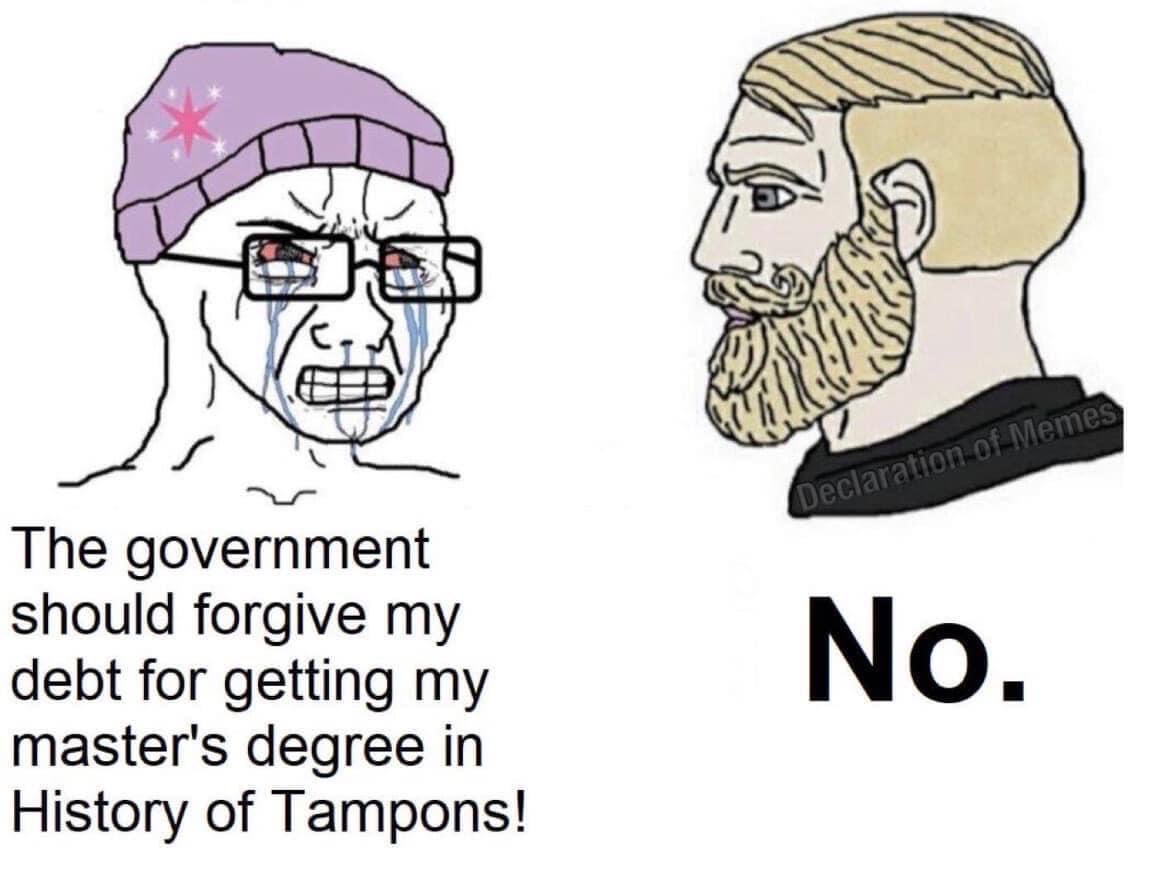 Declaration of Memes
The government
should forgive my
debt for getting my
master's degree in
History of Tampons!
No.